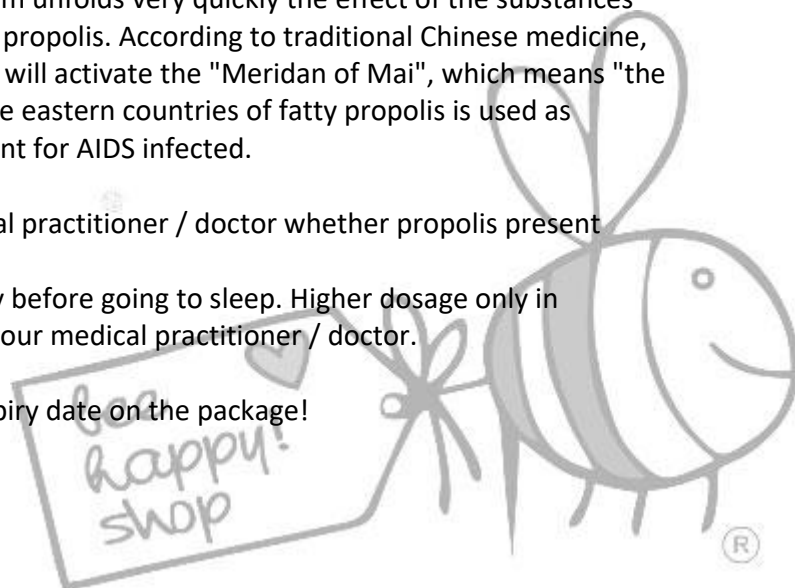 m unfolds very quickly the effect of the substances
propolis. According to traditional Chinese medicine,
will activate the "Meridan of Mai", which means "the
e eastern countries of fatty propolis is used as
nt for AIDS infected.
al practitioner / doctor whether propolis present
y before going to sleep. Higher dosage only in
our medical practitioner / doctor.
piry date on the package!
bee
happy!
shop
®